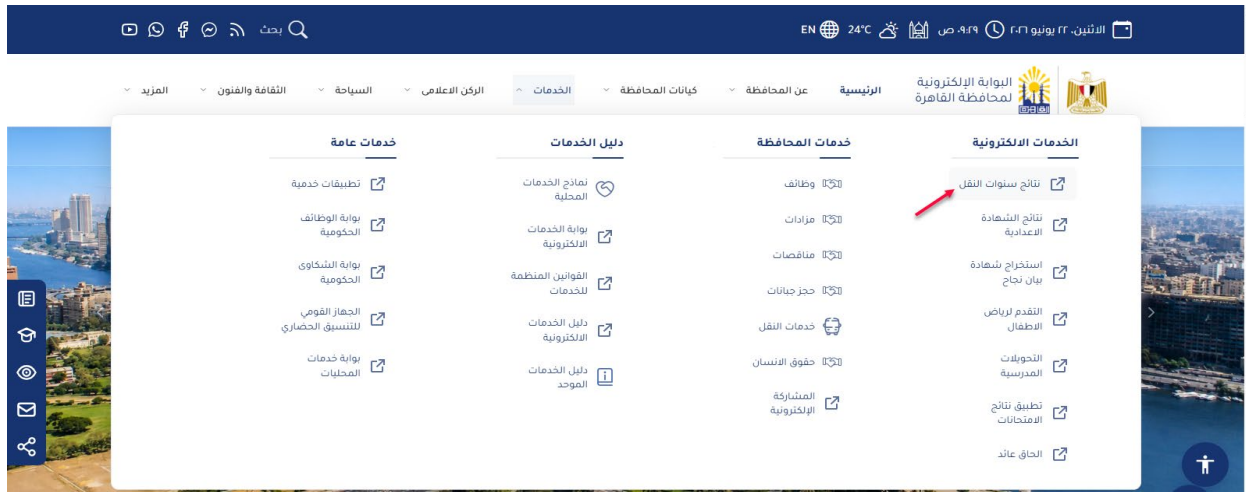 الاثنين، ٢٢ يونيو ٢٠٢٦
٩:٢٩ ص
24°C
EN
بحث
البوابة الإلكترونية
لمحافظة القاهرة
الرئيسية
عن المحافظة
كيانات المحافظة
الخدمات
الركن الاعلامى
السياحة
الثقافة والفنون
المزيد
الخدمات الالكترونية
نتائج سنوات النقل
نتائج الشهادة
الاعدادية
استخراج شهادة
بيان نجاح
التقدم لرياض
الاطفال
التحويلات
المدرسية
تطبيق نتائج
الامتحانات
الحاق عائد
خدمات المحافظة
وظائف
مزادات
مناقصات
حجز جبانات
خدمات النقل
حقوق الانسان
المشاركة
الإلكترونية
دليل الخدمات
نماذج الخدمات
المحلية
بوابة الخدمات
الالكترونية
القوانين المنظمة
للخدمات
دليل الخدمات
الالكترونية
دليل الخدمات
الموحد
خدمات عامة
تطبيقات خدمية
بوابة الوظائف
الحكومية
بوابة الشكاوى
الحكومية
الجهاز القومي
للتنسيق الحضاري
بوابة خدمات
المحليات